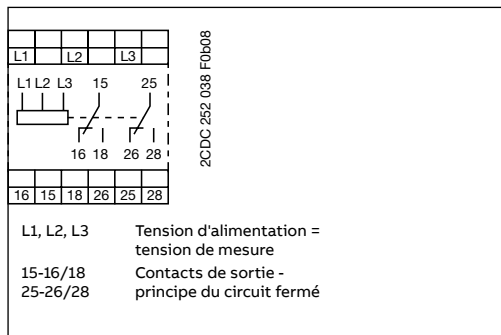 L1 L2 L3
L1 L2 L3 15 25
16 18 26 28
16 15 18 26 25 28
2CDC 252 038 F0b08
L1, L2, L3 Tension d'alimentation =
tension de mesure
15-16/18 Contacts de sortie -
25-26/28 principe du circuit fermé